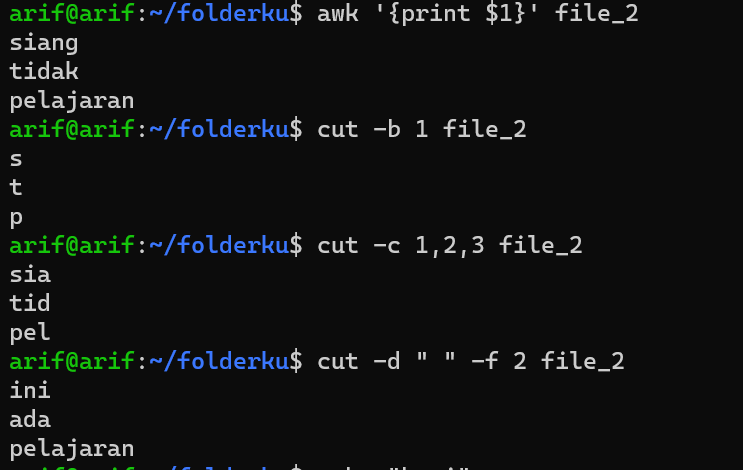 arif@arif:~/folderku$ awk '{print $1}' file_2
siang
tidak
pelajaran
arif@arif:~/folderku$ cut -b 1 file_2
s
t
p
arif@arif:~/folderku$ cut -c 1,2,3 file_2
sia
tid
pel
arif@arif:~/folderku$ cut -d " " -f 2 file_2
ini
ada
pelajaran